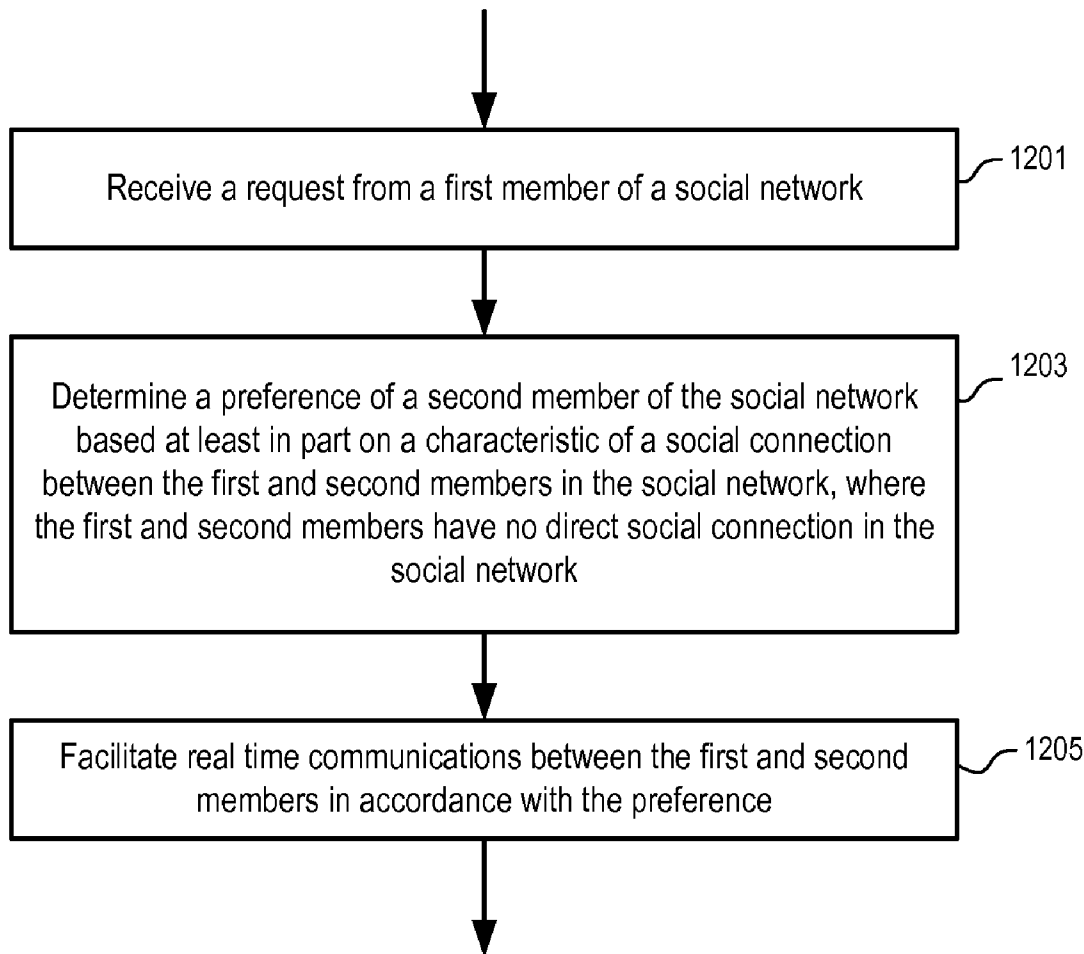 Receive a request from a first member of a social network
1201
Determine a preference of a second member of the social network
based at least in part on a characteristic of a social connection
between the first and second members in the social network, where
the first and second members have no direct social connection in the
social network
1203
Facilitate real time communications between the first and second
members in accordance with the preference
1205